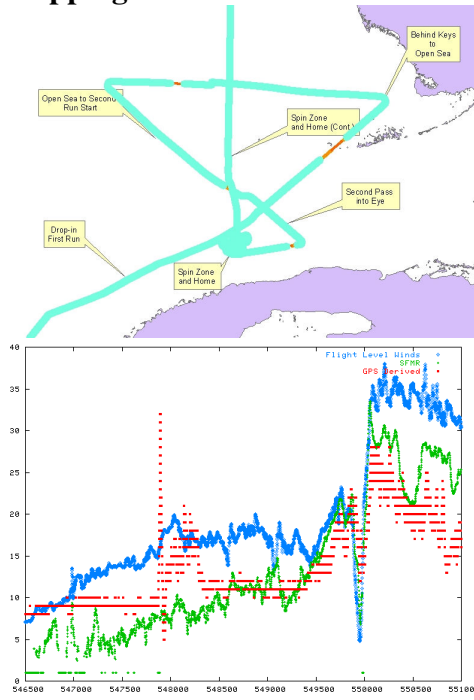 pping
Behind Keys
to
Open Sea
Open Sea to Second
Run Start
Spin Zone
and Home (Cont.)
Second Pass
into Eye
Drop-in
First Run
Spin Zone
and Home
Flight Level Winds
SFMR
GPS Derived
40
35
30
25
20
15
10
5
0
546500 547000 547500 548000 548500 549000 549500 550000 550500 55100